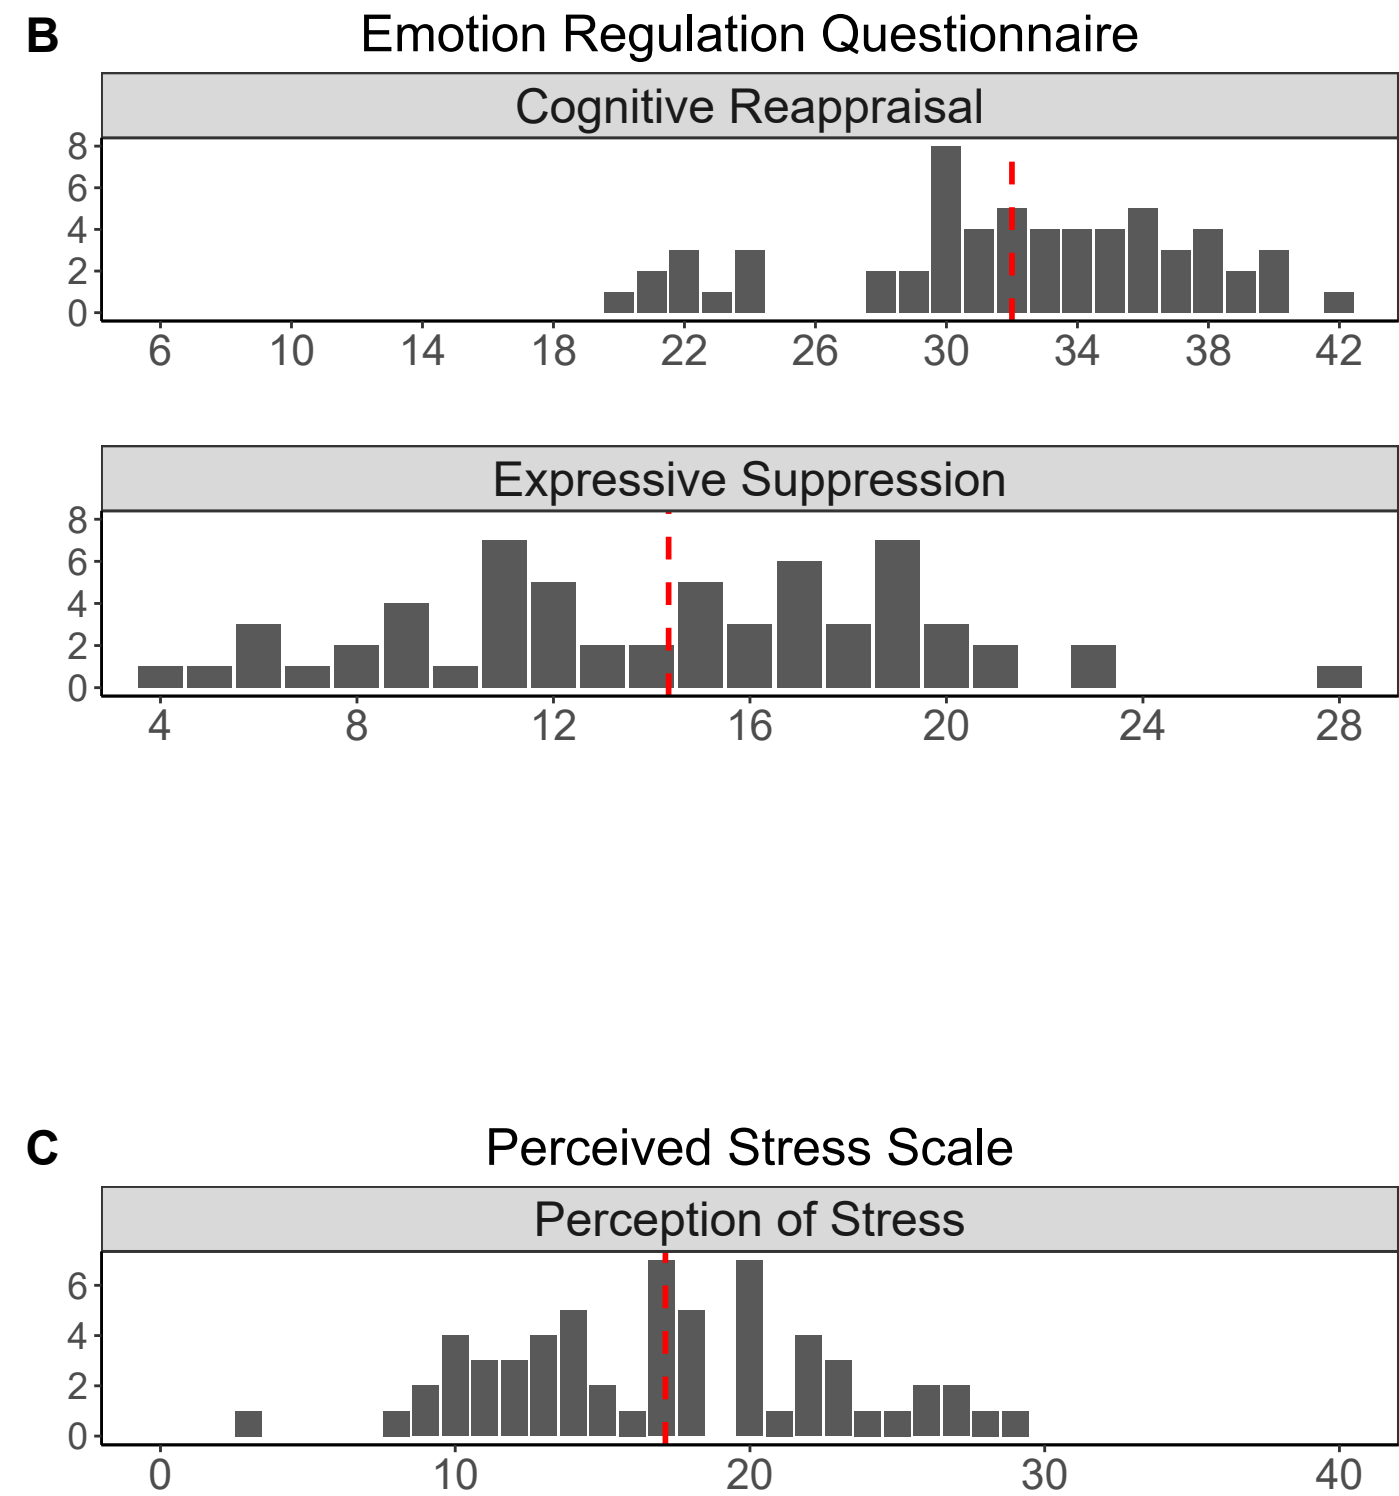 B
Emotion Regulation Questionnaire
Cognitive Reappraisal
8
6
4
2
0
6 10 14 18 22 26 30 34 38 42
Expressive Suppression
8
6
4
2
0
4 8 12 16 20 24 28
C
Perceived Stress Scale
Perception of Stress
6
4
2
0
0 10 20 30 40